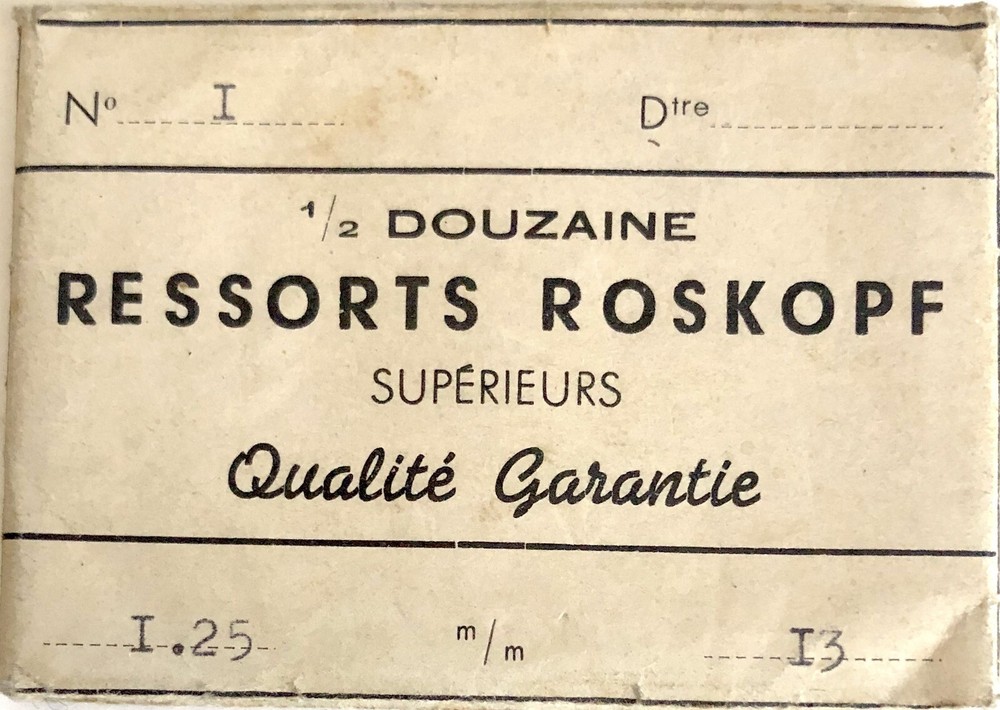 Nº I Dtre
1/2 DOUZAINE
RESSORTS ROSKOPF
SUPÉRIEURS
Qualité Garantie
I.25 m/m I3